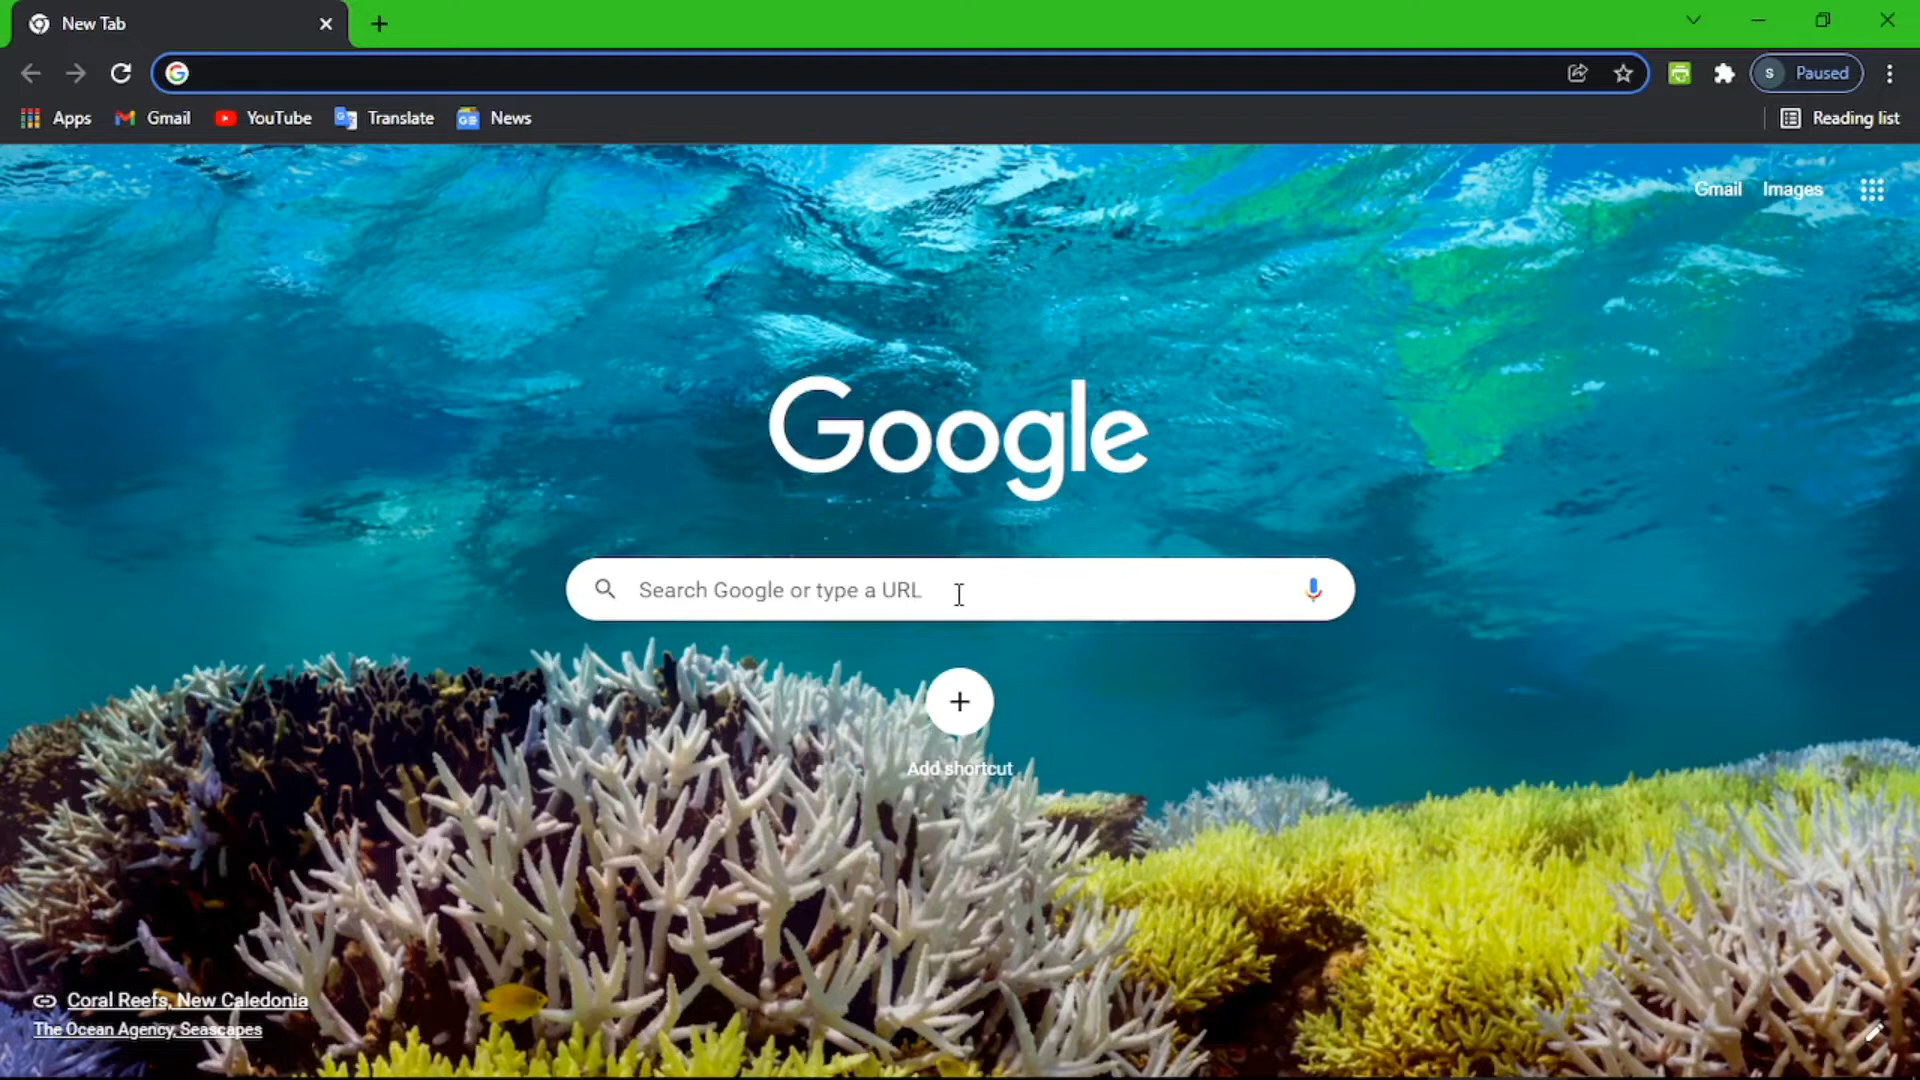 New Tab
S Paused
Apps Gmail YouTube Translate News Reading list
Gmail Images
Google
Search Google or type a URL
Add shortcut
Coral Reefs, New Caledonia
The Ocean Agency, Seascapes